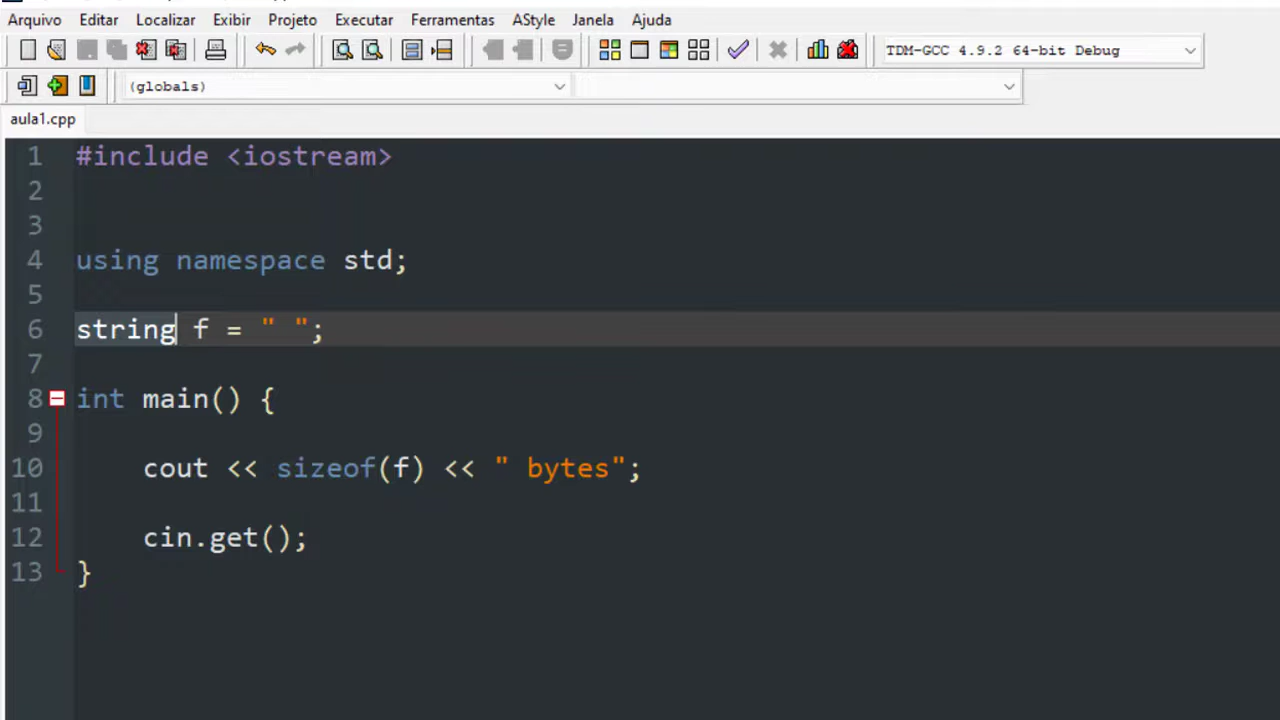 Arquivo Editar Localizar Exibir Projeto Executar Ferramentas AStyle Janela Ajuda
TDM-GCC 4.9.2 64-bit Debug
(globals)
aula1.cpp
1 #include <iostream>
2
3
4 using namespace std;
5
6 string f = " ";
7
8 int main() {
9
10 cout << sizeof(f) << " bytes";
11
12 cin.get();
13 }